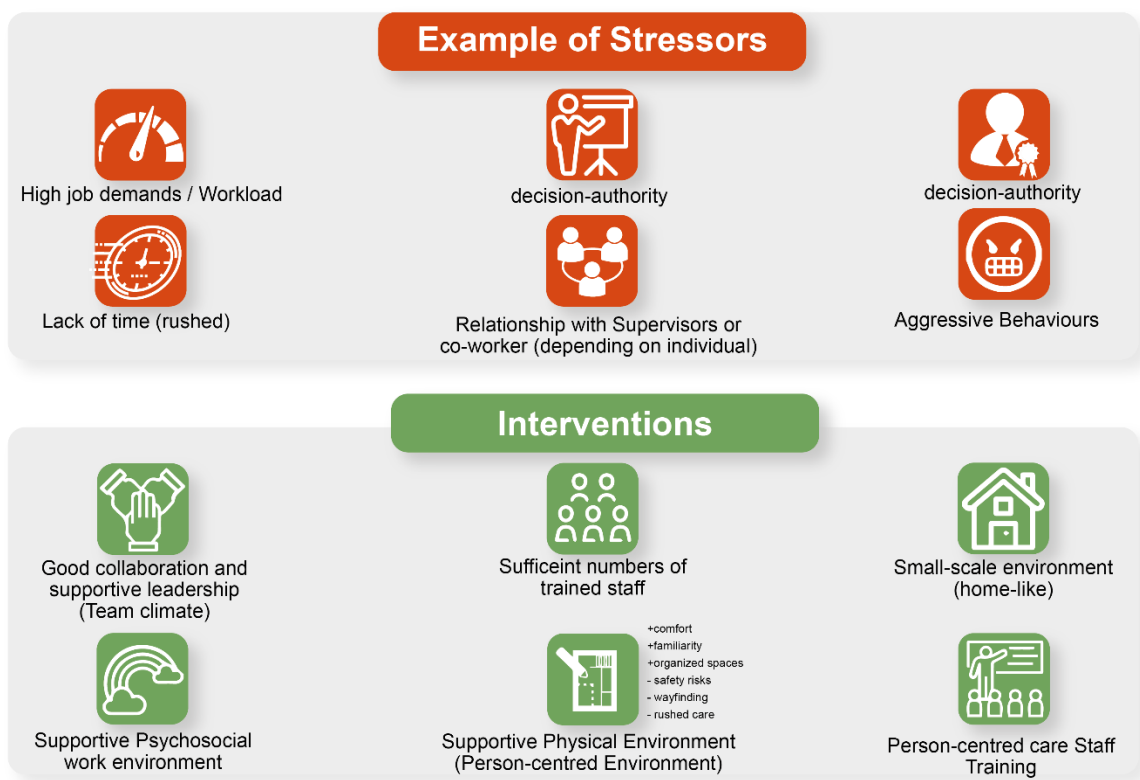 Example of Stressors
High job demands / Workload
decision-authority
decision-authority
Lack of time (rushed)
Relationship with Supervisors or
co-worker (depending on individual)
Aggressive Behaviours
Interventions
Good collaboration and
supportive leadership
(Team climate)
Sufficeint numbers of
trained staff
Small-scale environment
(home-like)
Supportive Psychosocial
work environment
+comfort
+familiarity
+organized spaces
- safety risks
- wayfinding
- rushed care
Supportive Physical Environment
(Person-centred Environment)
Person-centred care Staff
Training